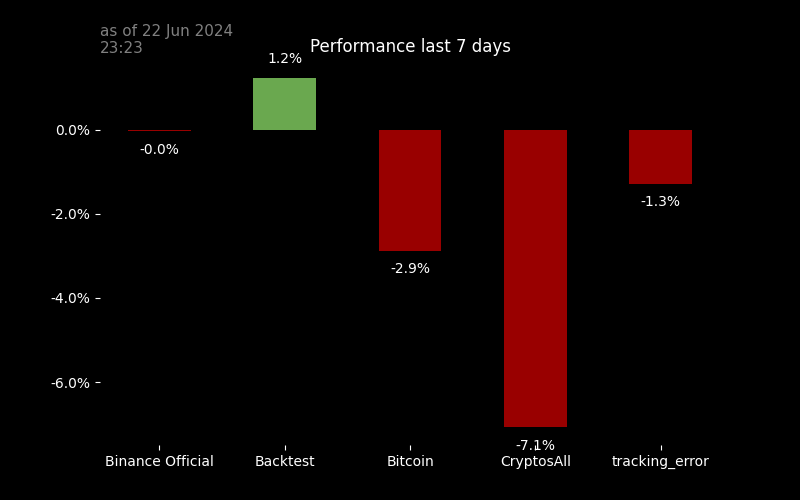 as of 22 Jun 2024
23:23
Performance last 7 days
1.2%
0.0%
-0.0%
-2.0%
-1.3%
-2.9%
-4.0%
-6.0%
-7.1%
Binance Official
Backtest
Bitcoin
CryptosAll
tracking_error